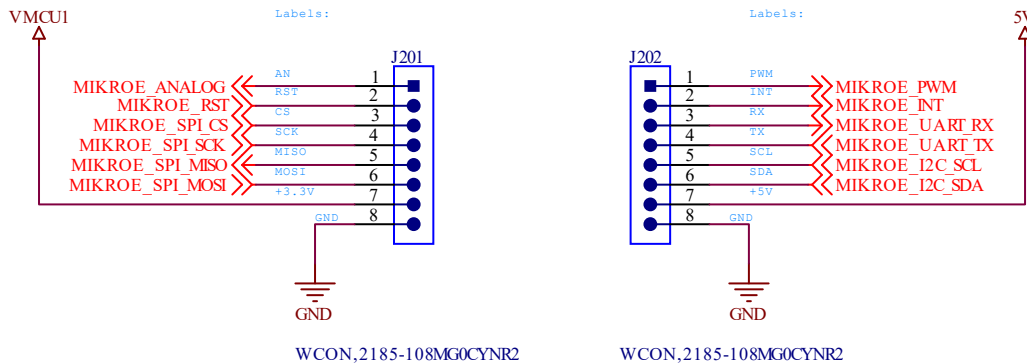 VMCU1
Labels:
J201
AN
1
MIKROE_ANALOG
RST
2
MIKROE_RST
CS
3
MIKROE_SPI_CS
SCK
4
MIKROE_SPI_SCK
MISO
5
MIKROE_SPI_MISO
MOSI
6
MIKROE_SPI_MOSI
+3.3V
7
GND
8
GND
WCON,2185-108MG0CYNR2
Labels:
5V
J202
1
PWM
MIKROE_PWM
2
INT
MIKROE_INT
3
RX
MIKROE_UART_RX
4
TX
MIKROE_UART_TX
5
SCL
MIKROE_I2C_SCL
6
SDA
MIKROE_I2C_SDA
7
+5V
8
GND
GND
WCON,2185-108MG0CYNR2